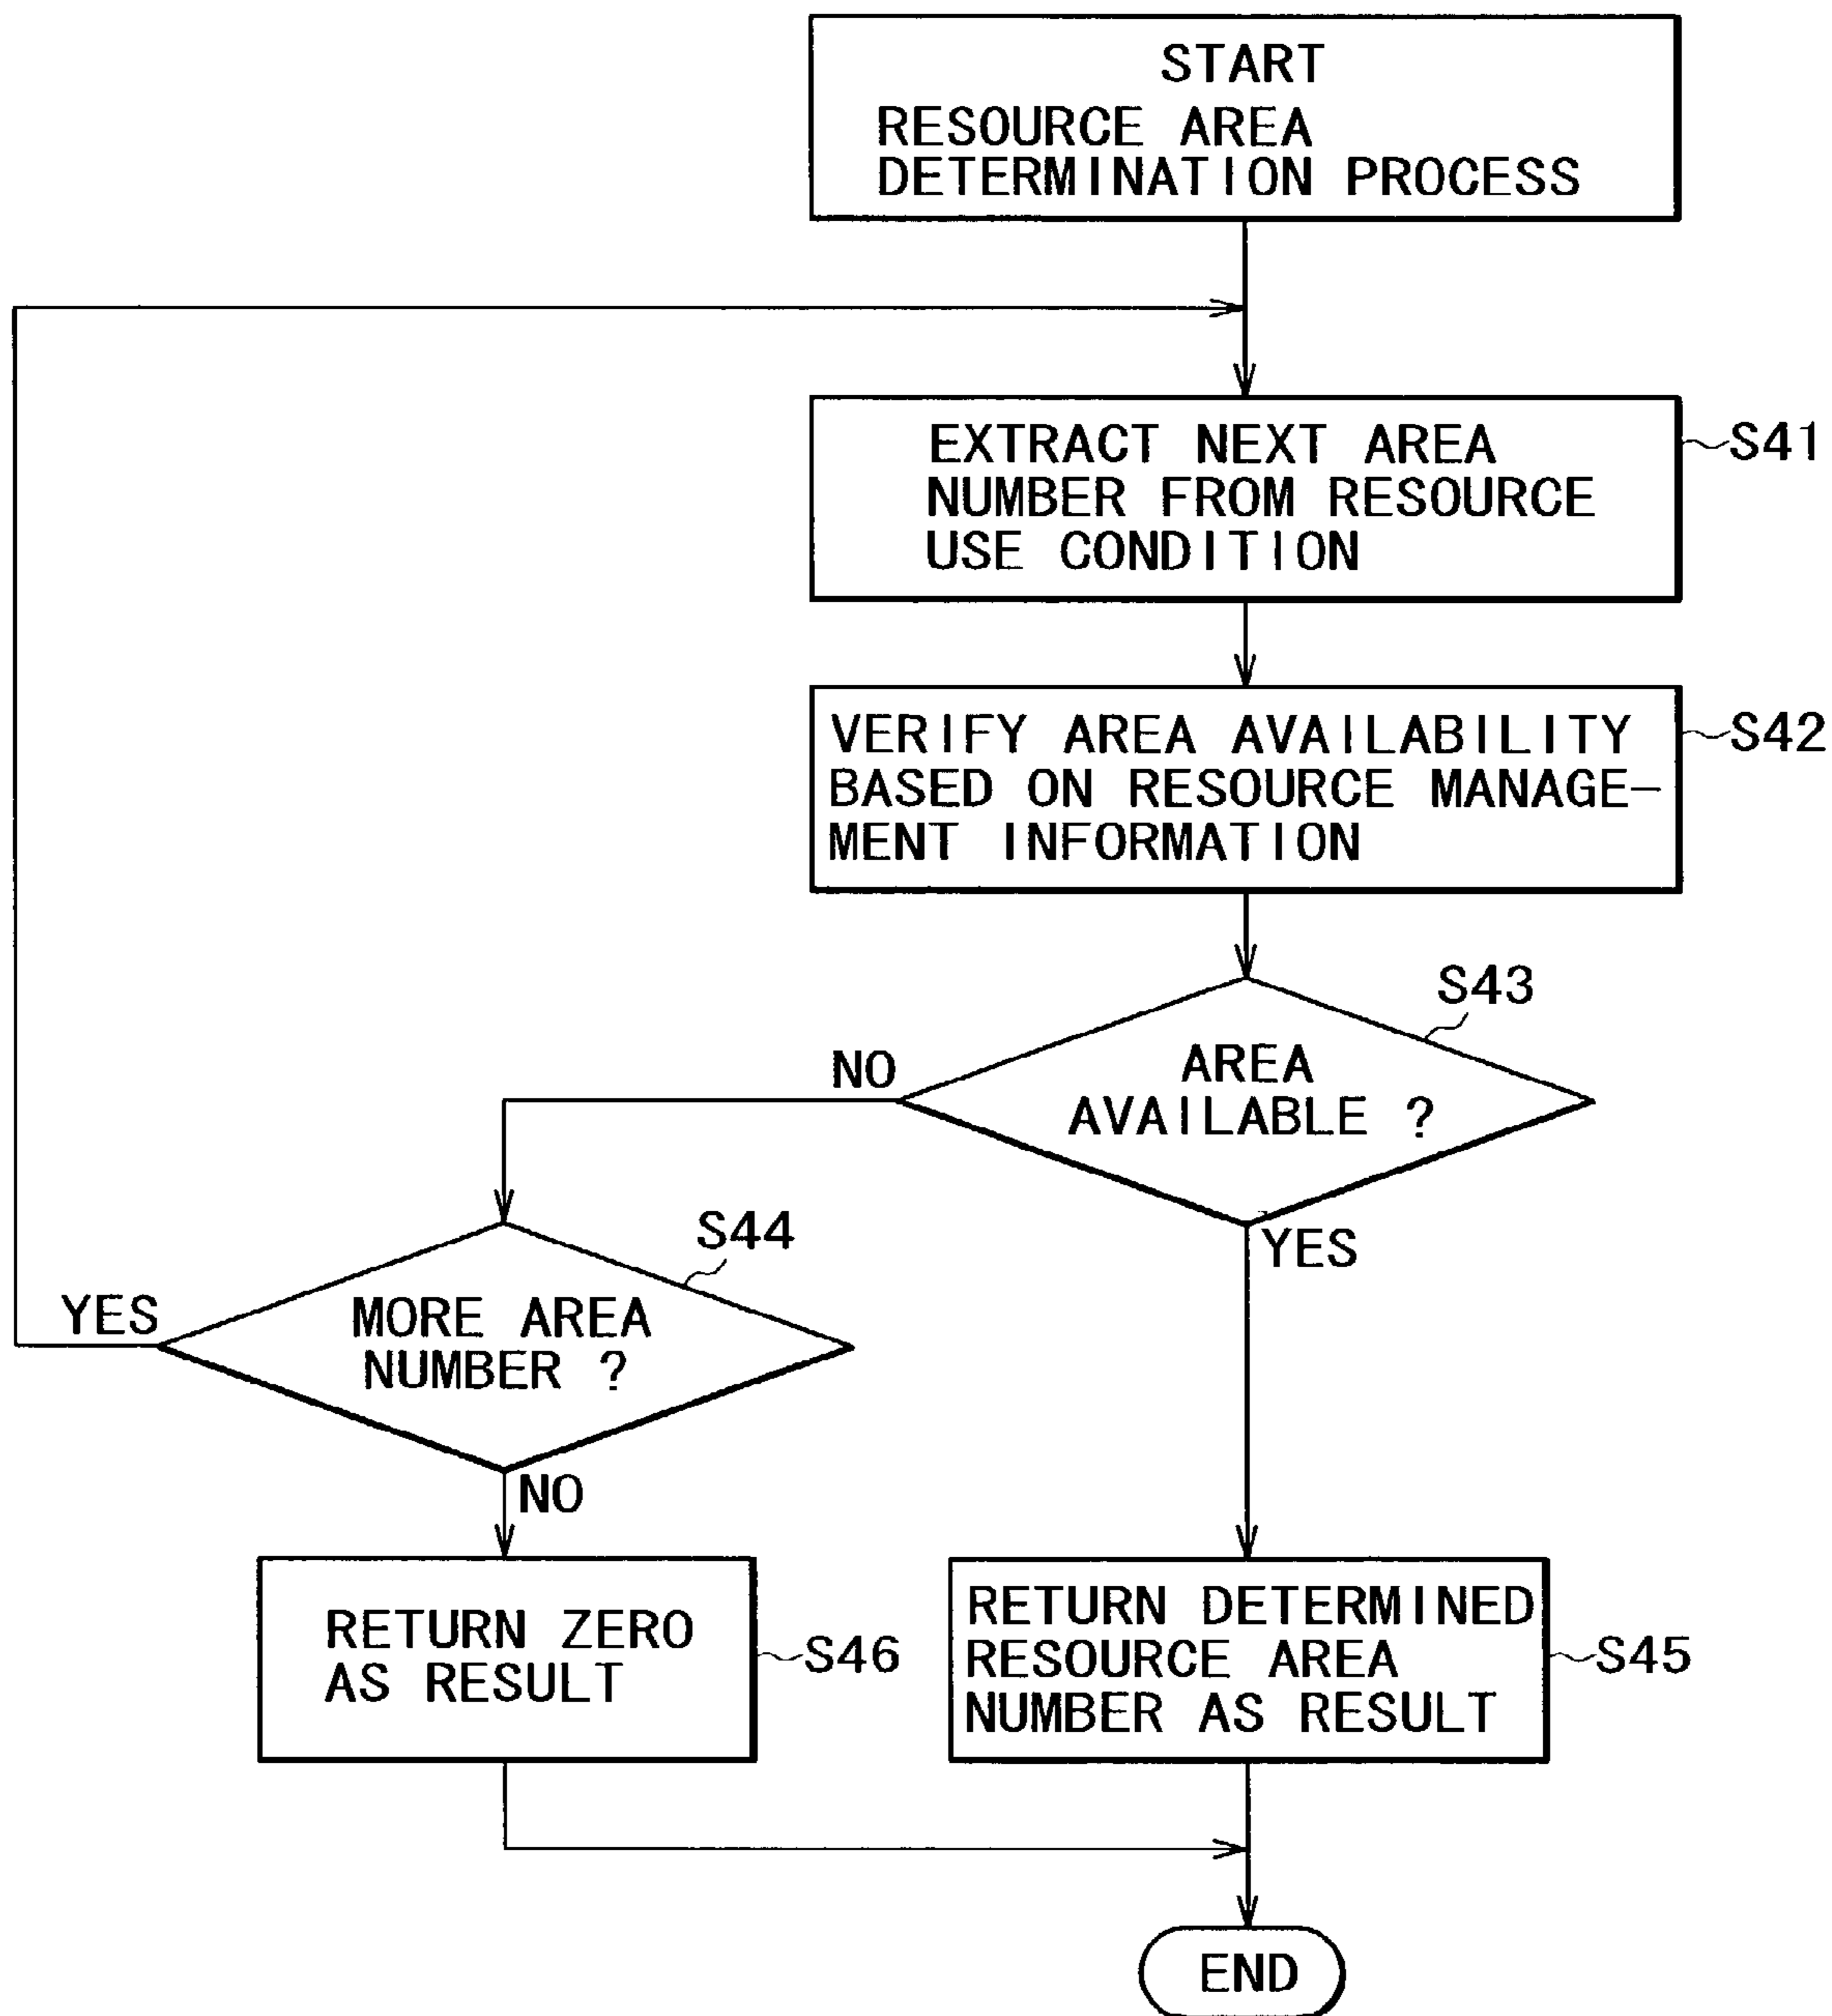 START
RESOURCE AREA
DETERMINATION PROCESS
EXTRACT NEXT AREA
NUMBER FROM RESOURCE
USE CONDITION
S41
VERIFY AREA AVAILABILITY
BASED ON RESOURCE MANAGE-
MENT INFORMATION
S42
S43
AREA
AVAILABLE ?
NO
YES
S44
MORE AREA
NUMBER ?
YES
NO
RETURN ZERO
AS RESULT
S46
RETURN DETERMINED
RESOURCE AREA
NUMBER AS RESULT
S45
END